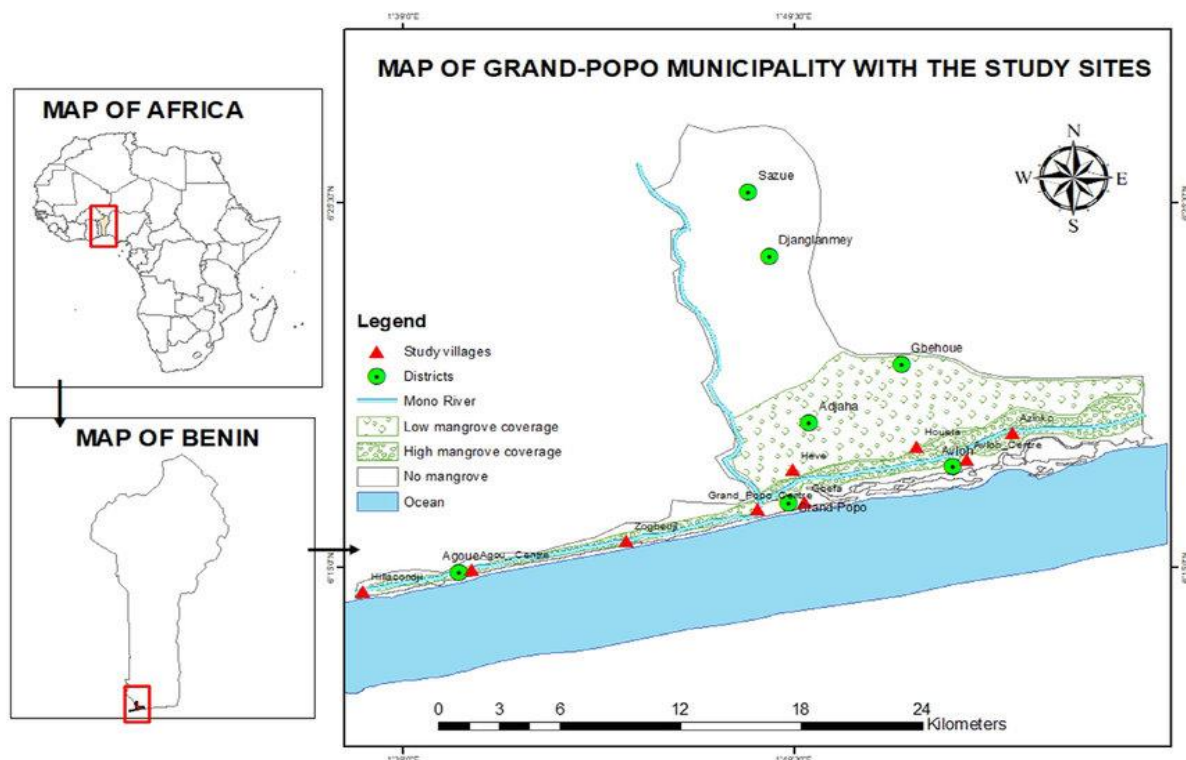 MAP OF AFRICA
MAP OF BENIN
MAP OF GRAND-POPO MUNICIPALITY WITH THE STUDY SITES
N
W E
S
Sazue
Djanglanmey
Gbehoue
Adjaha
Azinko
Houela
Avloh_Centre
Avloh
Heve
Grand_Popo_Centre
Grand-Popo
Zogbedji
Agoue
Agou_Centre
Hillacondji
Legend
Study villages
Districts
Mono River
Low mangrove coverage
High mangrove coverage
No mangrove
Ocean
0 3 6 12 18 24
Kilometers